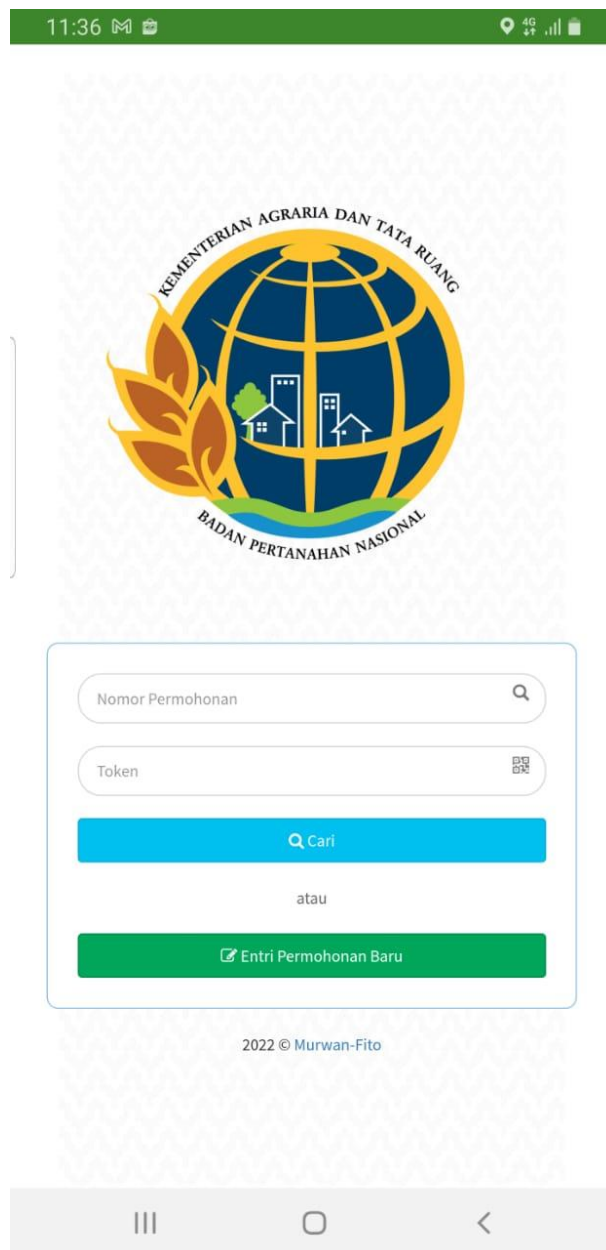 11:36
4G
KEMENTERIAN AGRARIA DAN TATA RUANG
BADAN PERTANAHAN NASIONAL
Nomor Permohonan
Token
Cari
atau
Entri Permohonan Baru
2022 © Murwan-Fito